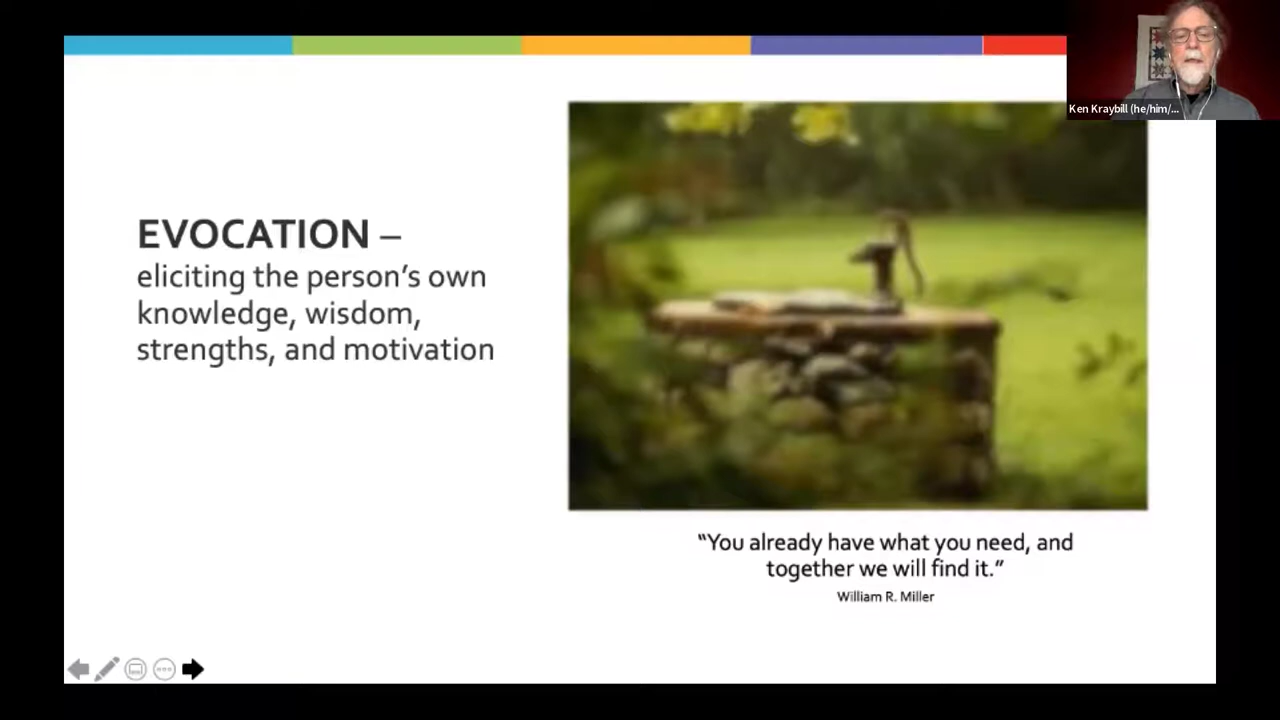 Ken Kraybill (he/him/...
EVOCATION –
eliciting the person’s own
knowledge, wisdom,
strengths, and motivation
“You already have what you need, and
together we will find it.”
William R. Miller